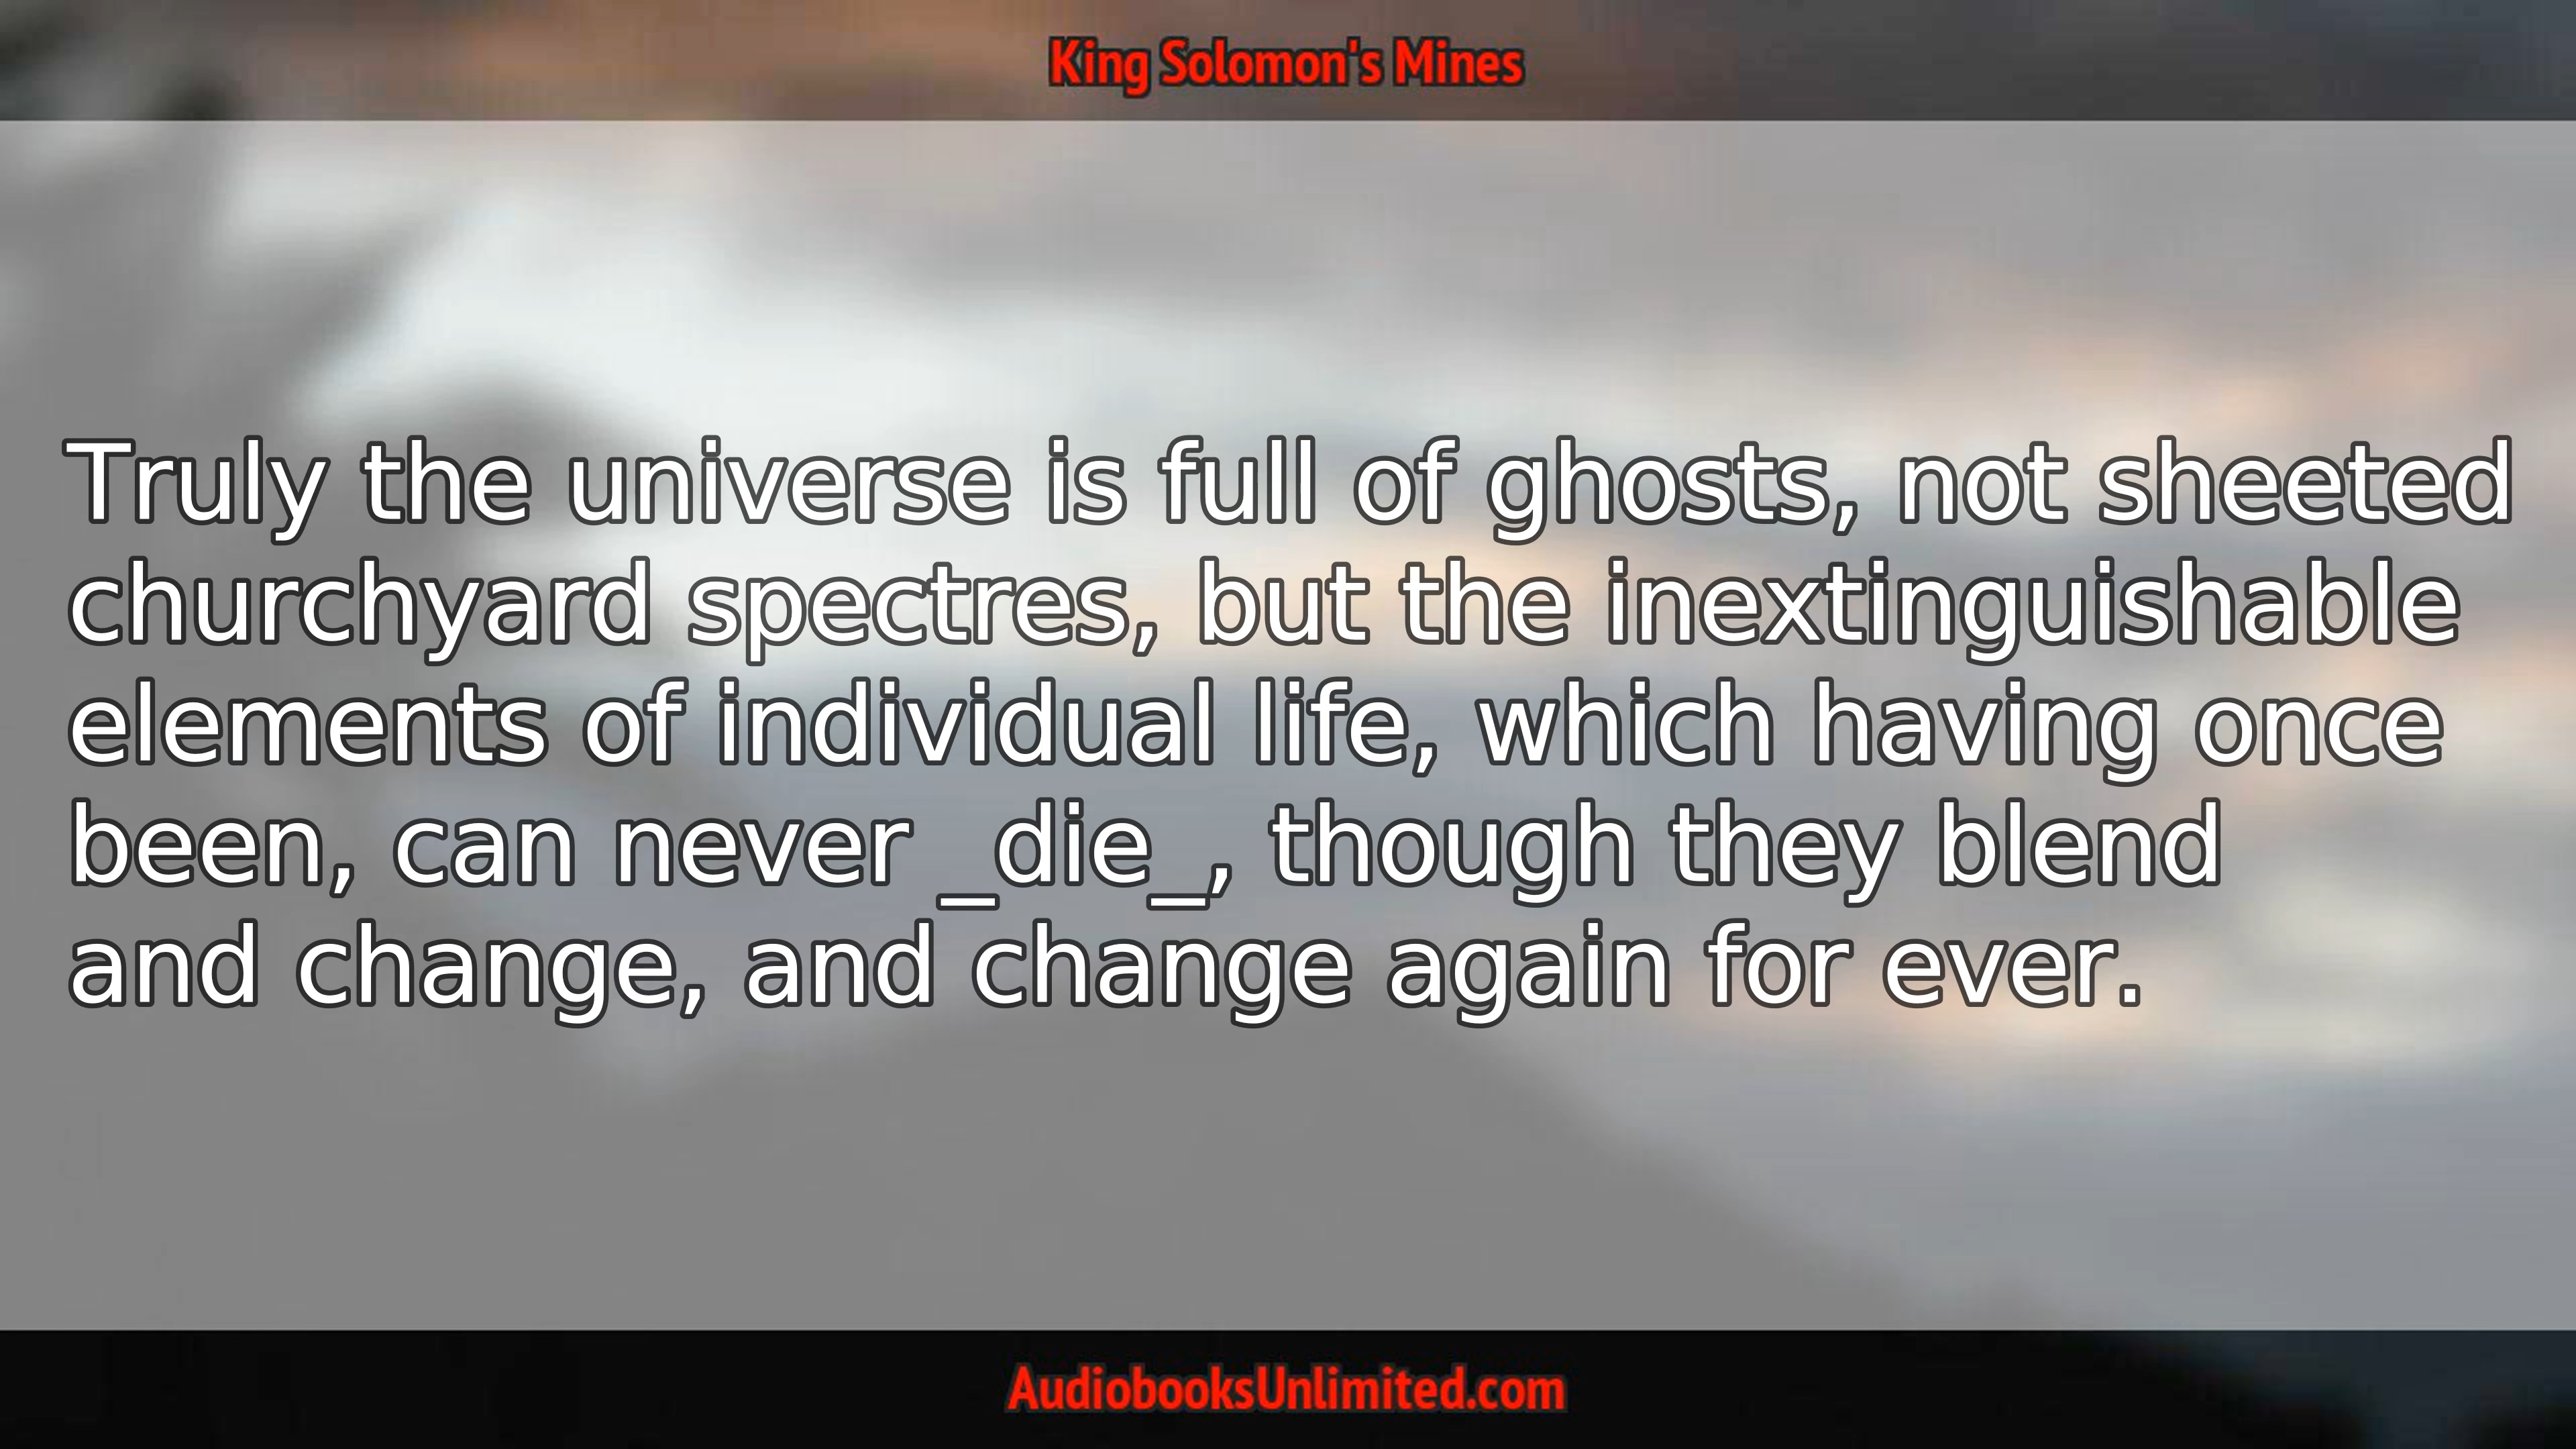 King Solomon's Mines
Truly the universe is full of ghosts, not sheeted
churchyard spectres, but the inextinguishable
elements of individual life, which having once
been, can never _die_, though they blend
and change, and change again for ever.
AudiobooksUnlimited.com